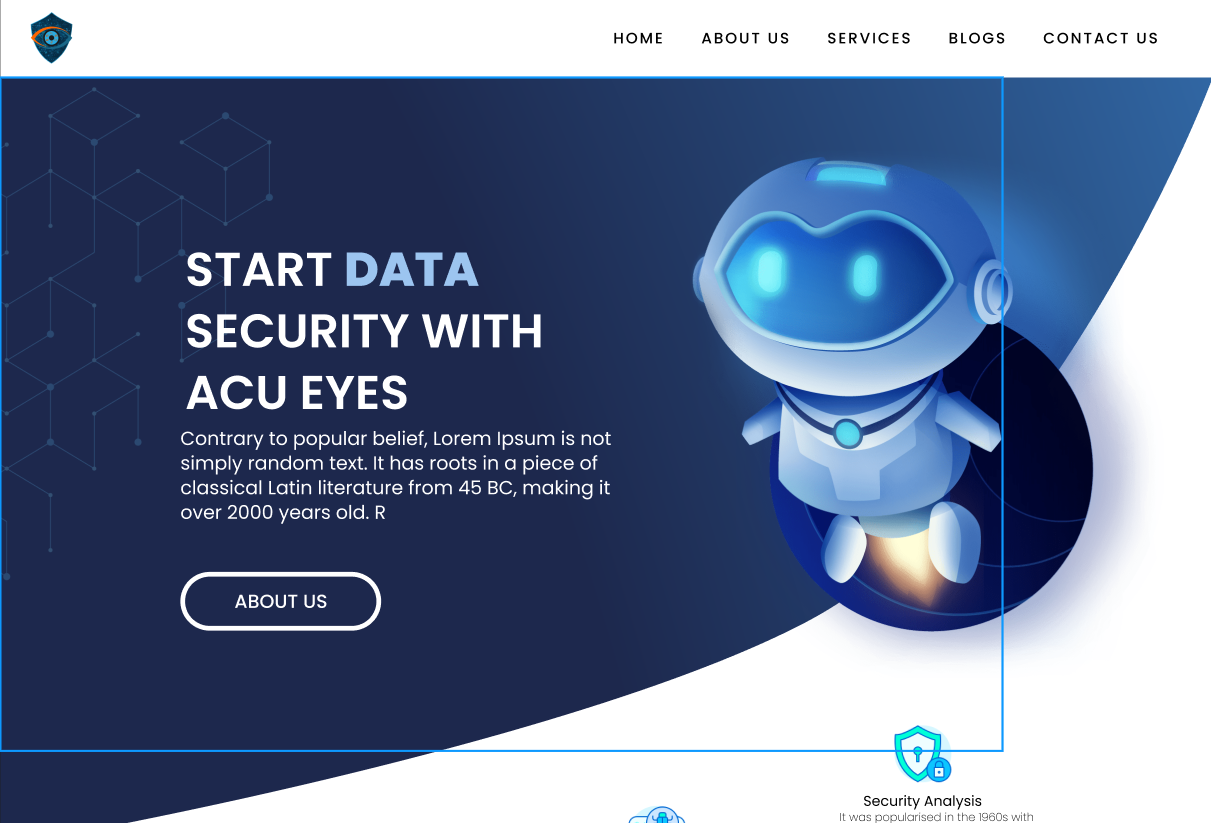 HOME ABOUT US SERVICES BLOGS CONTACT US
START DATA
SECURITY WITH
ACU EYES
Contrary to popular belief, Lorem Ipsum is not
simply random text. It has roots in a piece of
classical Latin literature from 45 BC, making it
over 2000 years old. R
ABOUT US
Security Analysis
It was popularised in the 1960s with